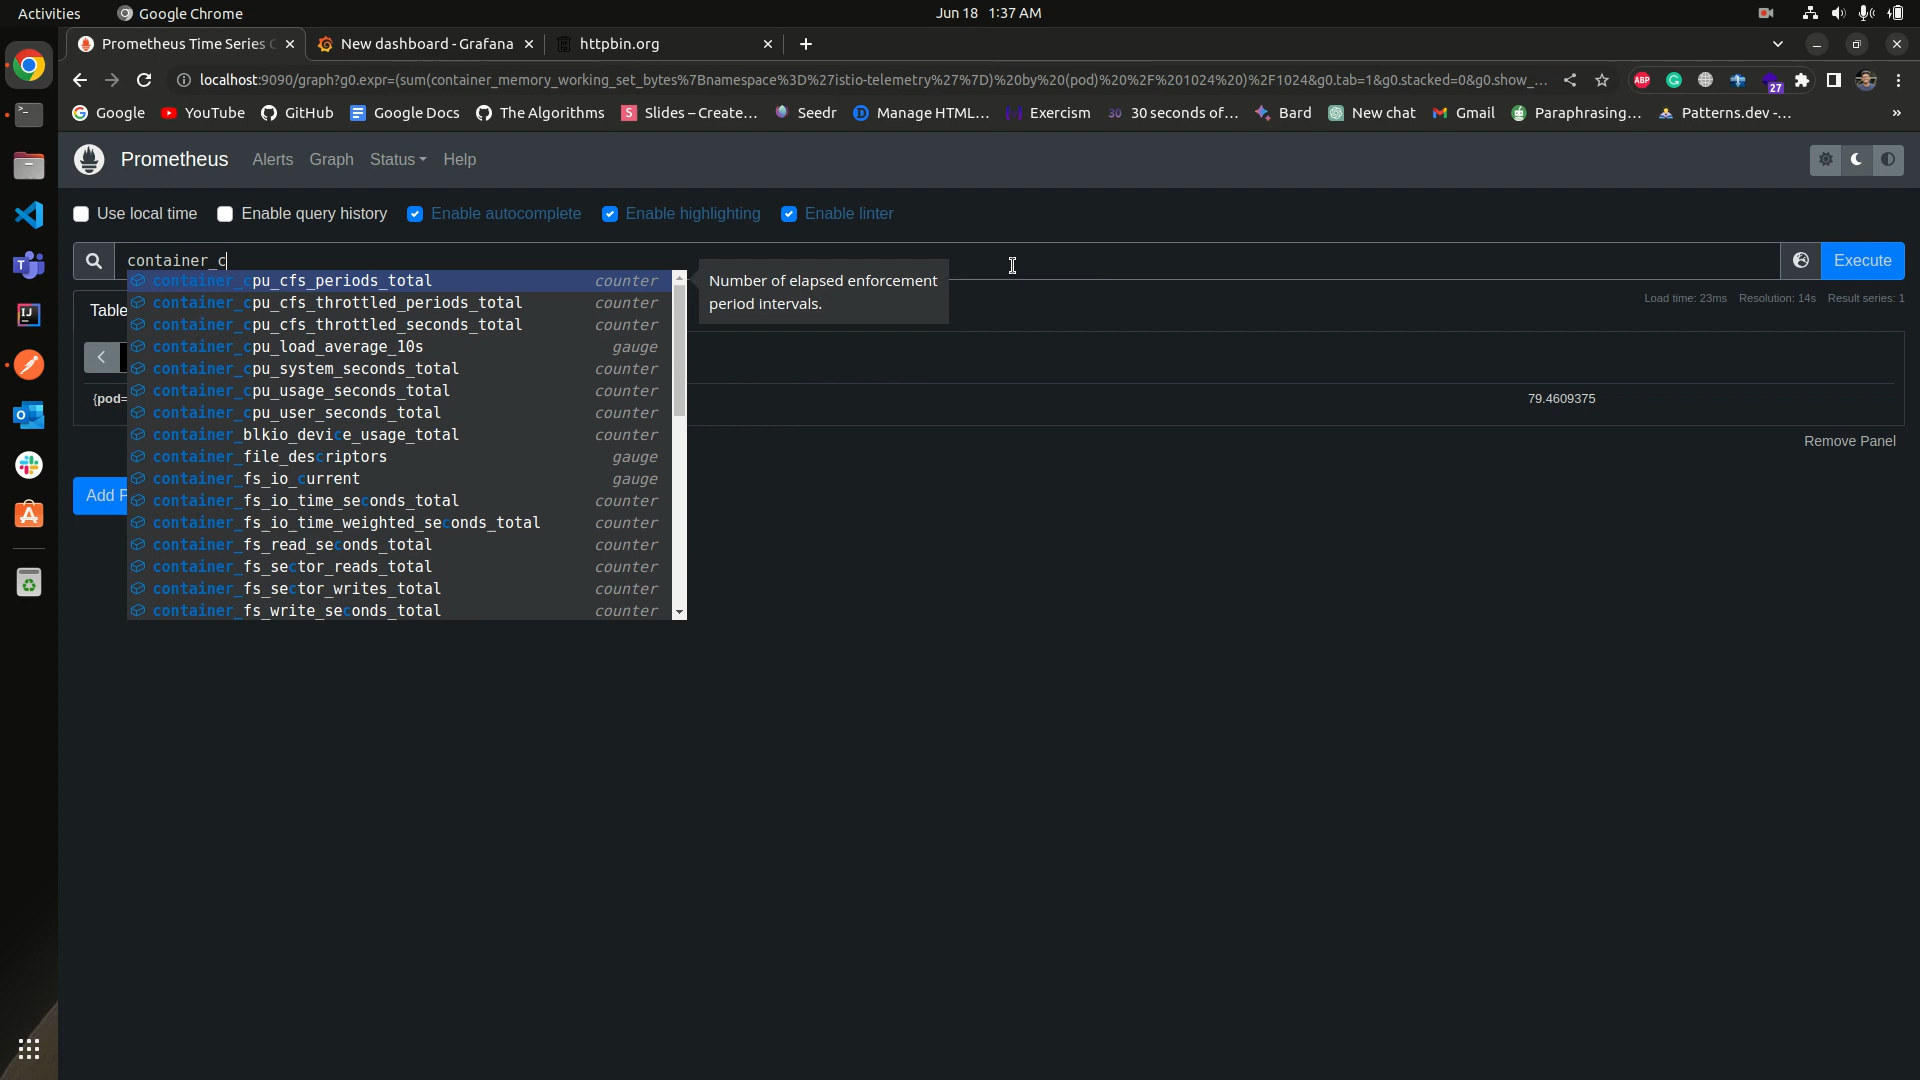 Activities Google Chrome Jun 18 1:37 AM
Prometheus Time Series C New dashboard - Grafana httpbin.org
localhost:9090/graph?g0.expr=(sum(container_memory_working_set_bytes%7Bnamespace%3D%27istio-telemetry%27%7D)%20by%20(pod)%20%2F%201024%20)%2F1024&g0.tab=1&g0.stacked=0&g0.show_... ABP 27
Google YouTube GitHub Google Docs The Algorithms S Slides – Create... Seedr D Manage HTML... Exercism 30 30 seconds of... Bard New chat Gmail Paraphrasing... Patterns.dev -... »
Prometheus Alerts Graph Status Help
Use local time Enable query history Enable autocomplete Enable highlighting Enable linter
container_c Execute
container_cpu_cfs_periods_total counter
container_cpu_cfs_throttled_periods_total counter
container_cpu_cfs_throttled_seconds_total counter
container_cpu_load_average_10s gauge
container_cpu_system_seconds_total counter
container_cpu_usage_seconds_total counter
container_cpu_user_seconds_total counter
container_blkio_device_usage_total counter
container_file_descriptors gauge
container_fs_io_current gauge
container_fs_io_time_seconds_total counter
container_fs_io_time_weighted_seconds_total counter
container_fs_read_seconds_total counter
container_fs_sector_reads_total counter
container_fs_sector_writes_total counter
container_fs_write_seconds_total counter
Number of elapsed enforcement
period intervals.
Load time: 23ms Resolution: 14s Result series: 1
Table
{pod= 79.4609375
Remove Panel
Add P